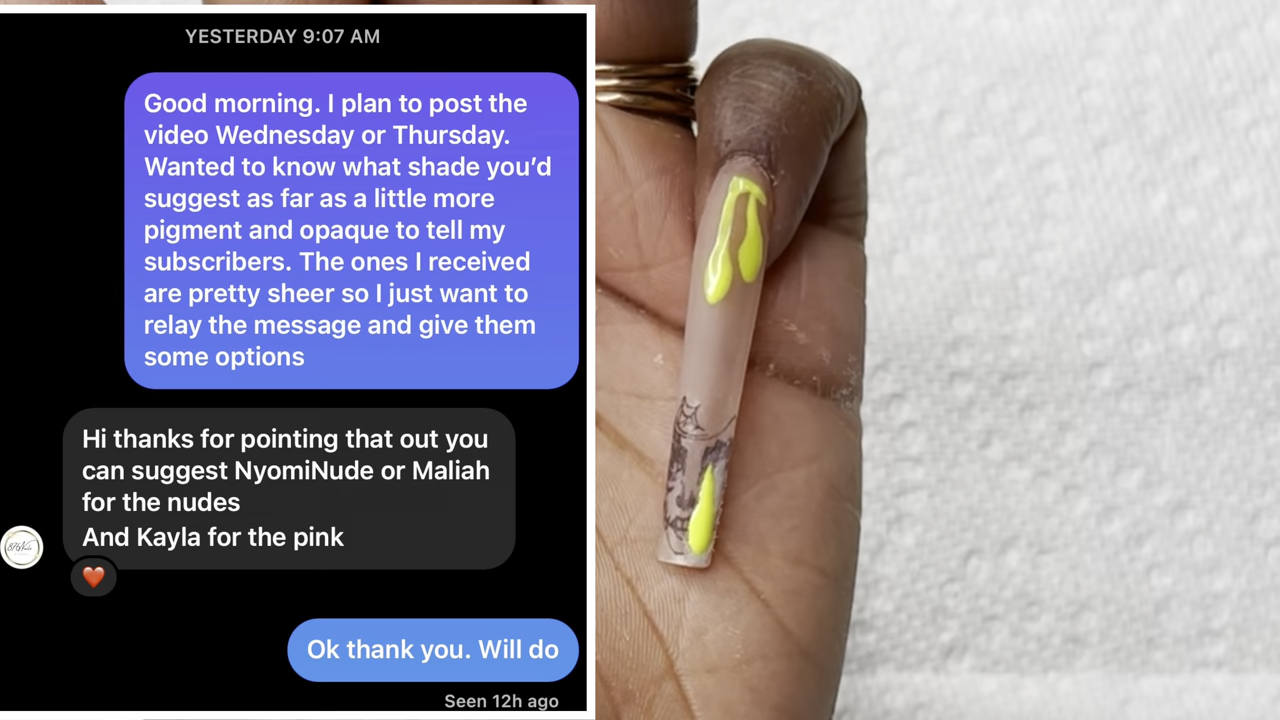 YESTERDAY 9:07 AM
Good morning. I plan to post the
video Wednesday or Thursday.
Wanted to know what shade you’d
suggest as far as a little more
pigment and opaque to tell my
subscribers. The ones I received
are pretty sheer so I just want to
relay the message and give them
some options
Hi thanks for pointing that out you
can suggest NyomiNude or Maliah
for the nudes
And Kayla for the pink
Ok thank you. Will do
Seen 12h ago